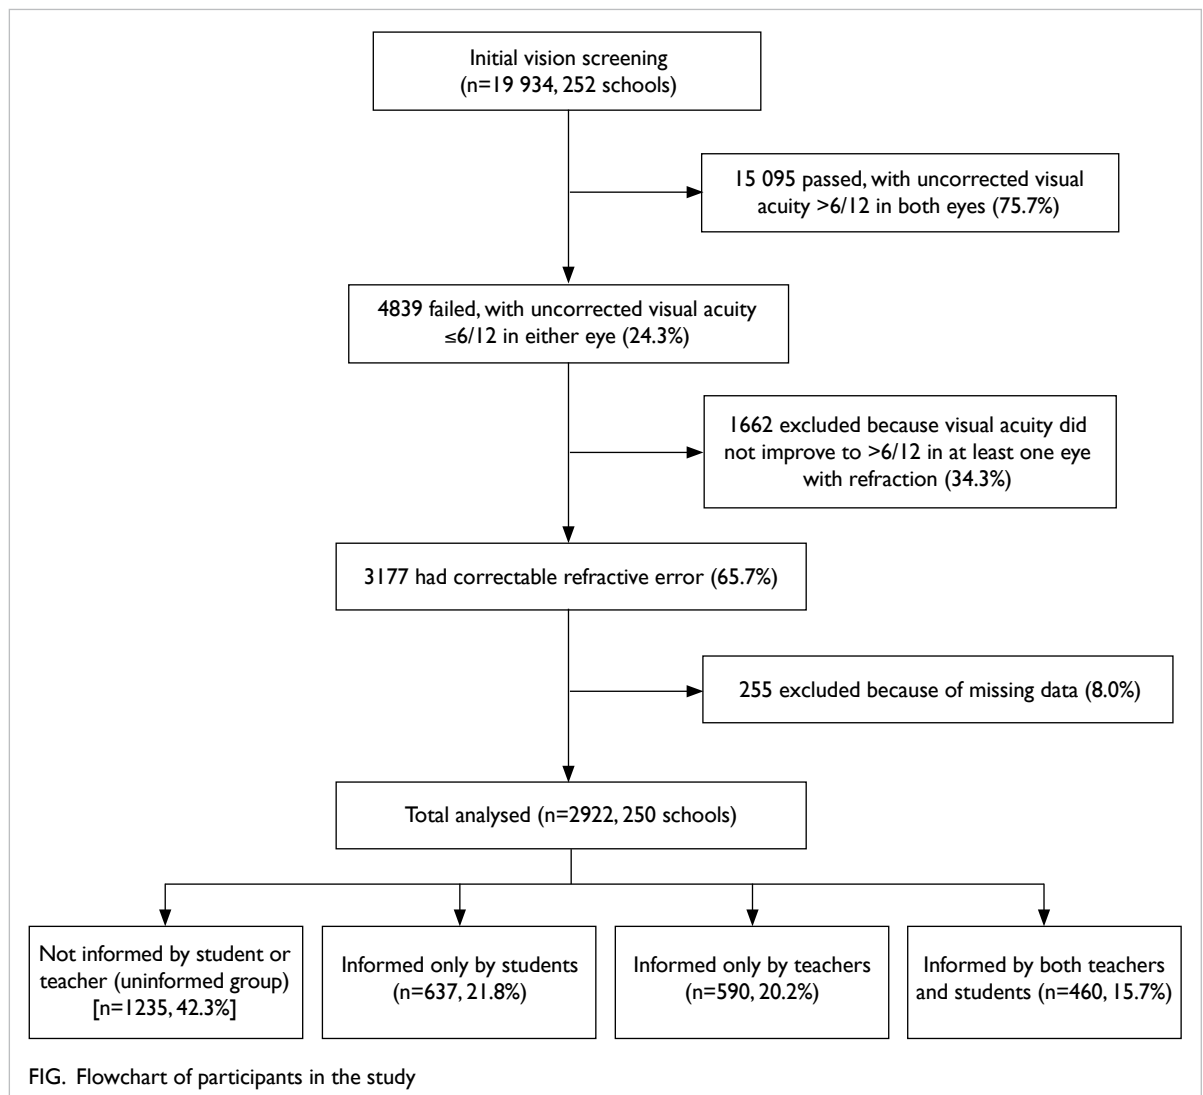 Initial vision screening
(n=19 934, 252 schools)
15 095 passed, with uncorrected visual
acuity >6/12 in both eyes (75.7%)
4839 failed, with uncorrected visual acuity
≤6/12 in either eye (24.3%)
1662 excluded because visual acuity did
not improve to >6/12 in at least one eye
with refraction (34.3%)
3177 had correctable refractive error (65.7%)
255 excluded because of missing data (8.0%)
Total analysed (n=2922, 250 schools)
Not informed by student or
teacher (uninformed group)
[n=1235, 42.3%]
Informed only by students
(n=637, 21.8%)
Informed only by teachers
(n=590, 20.2%)
Informed by both teachers
and students (n=460, 15.7%)
FIG. Flowchart of participants in the study